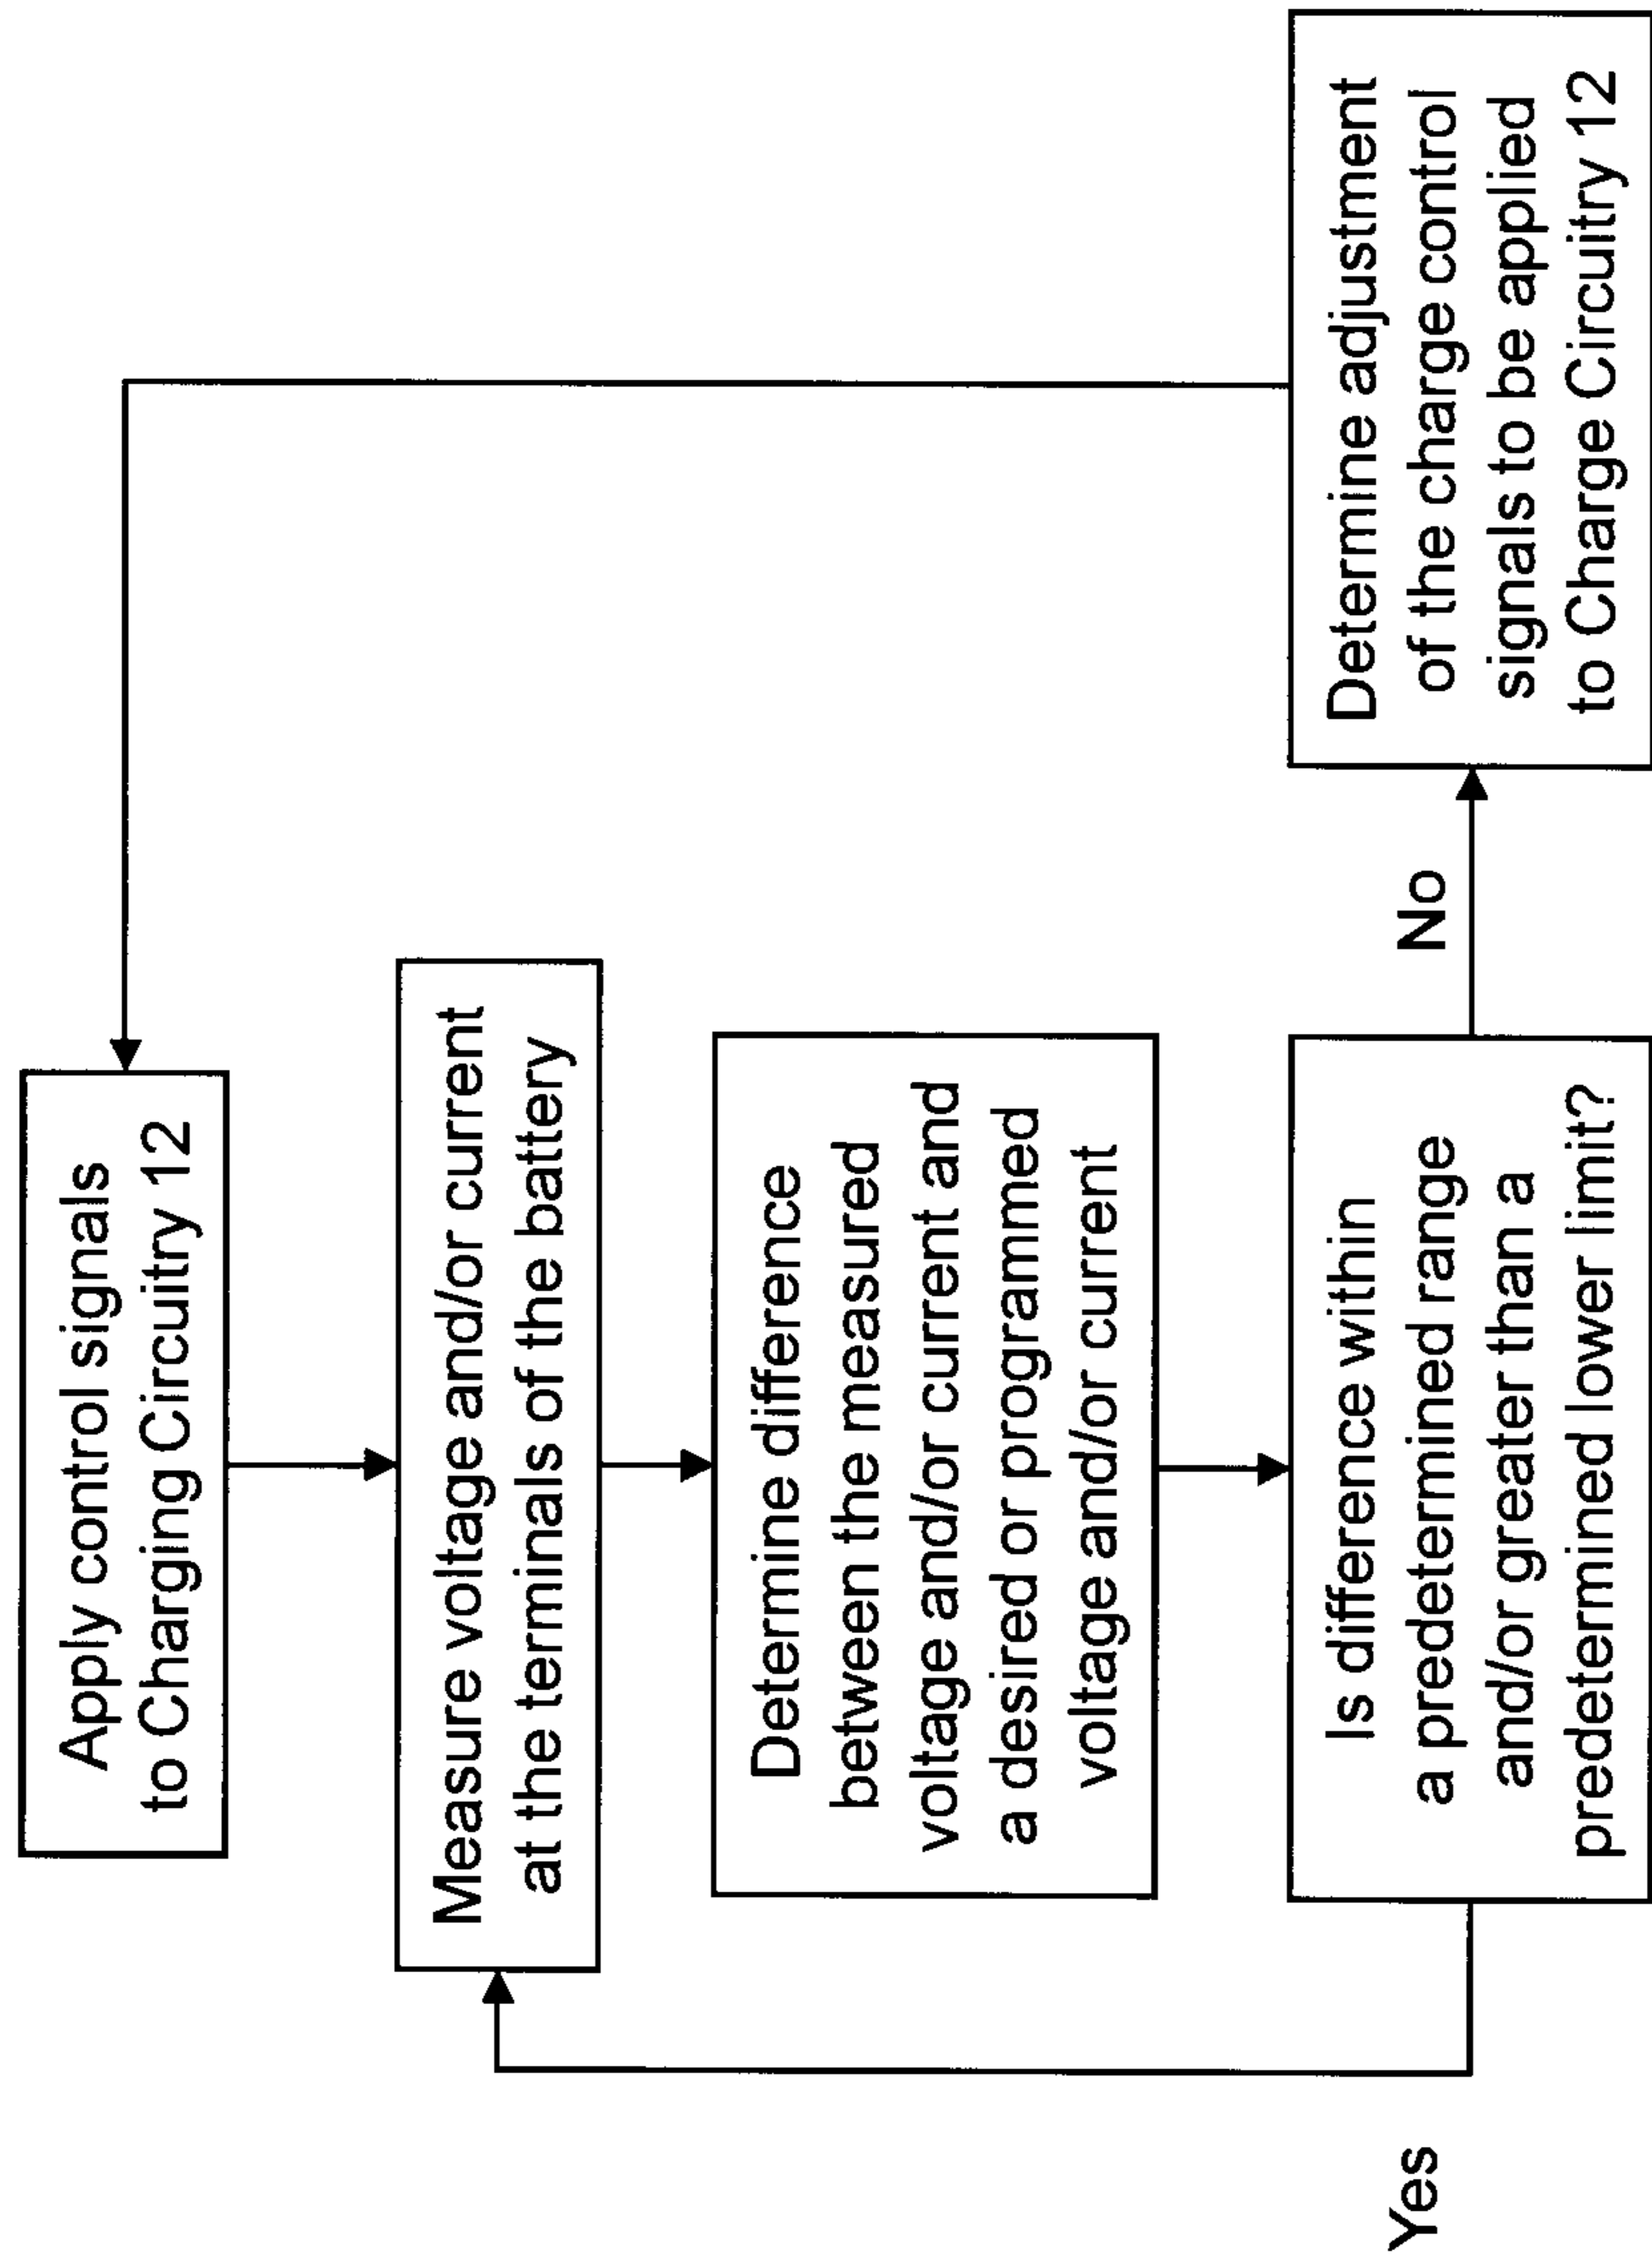 Apply control signals
to Charging Circuitry 12
Measure voltage and/or current
at the terminals of the battery
Determine difference
between the measured
voltage and/or current and
a desired or programmed
voltage and/or current
Is difference within
a predetermined range
and/or greater than a
predetermined lower limit?
Yes
No
Determine adjustment
of the charge control
signals to be applied
to Charge Circuitry 12